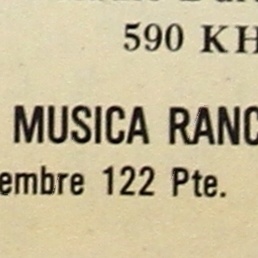 590 KH
MUSICA RANC
embre 122 Pte.